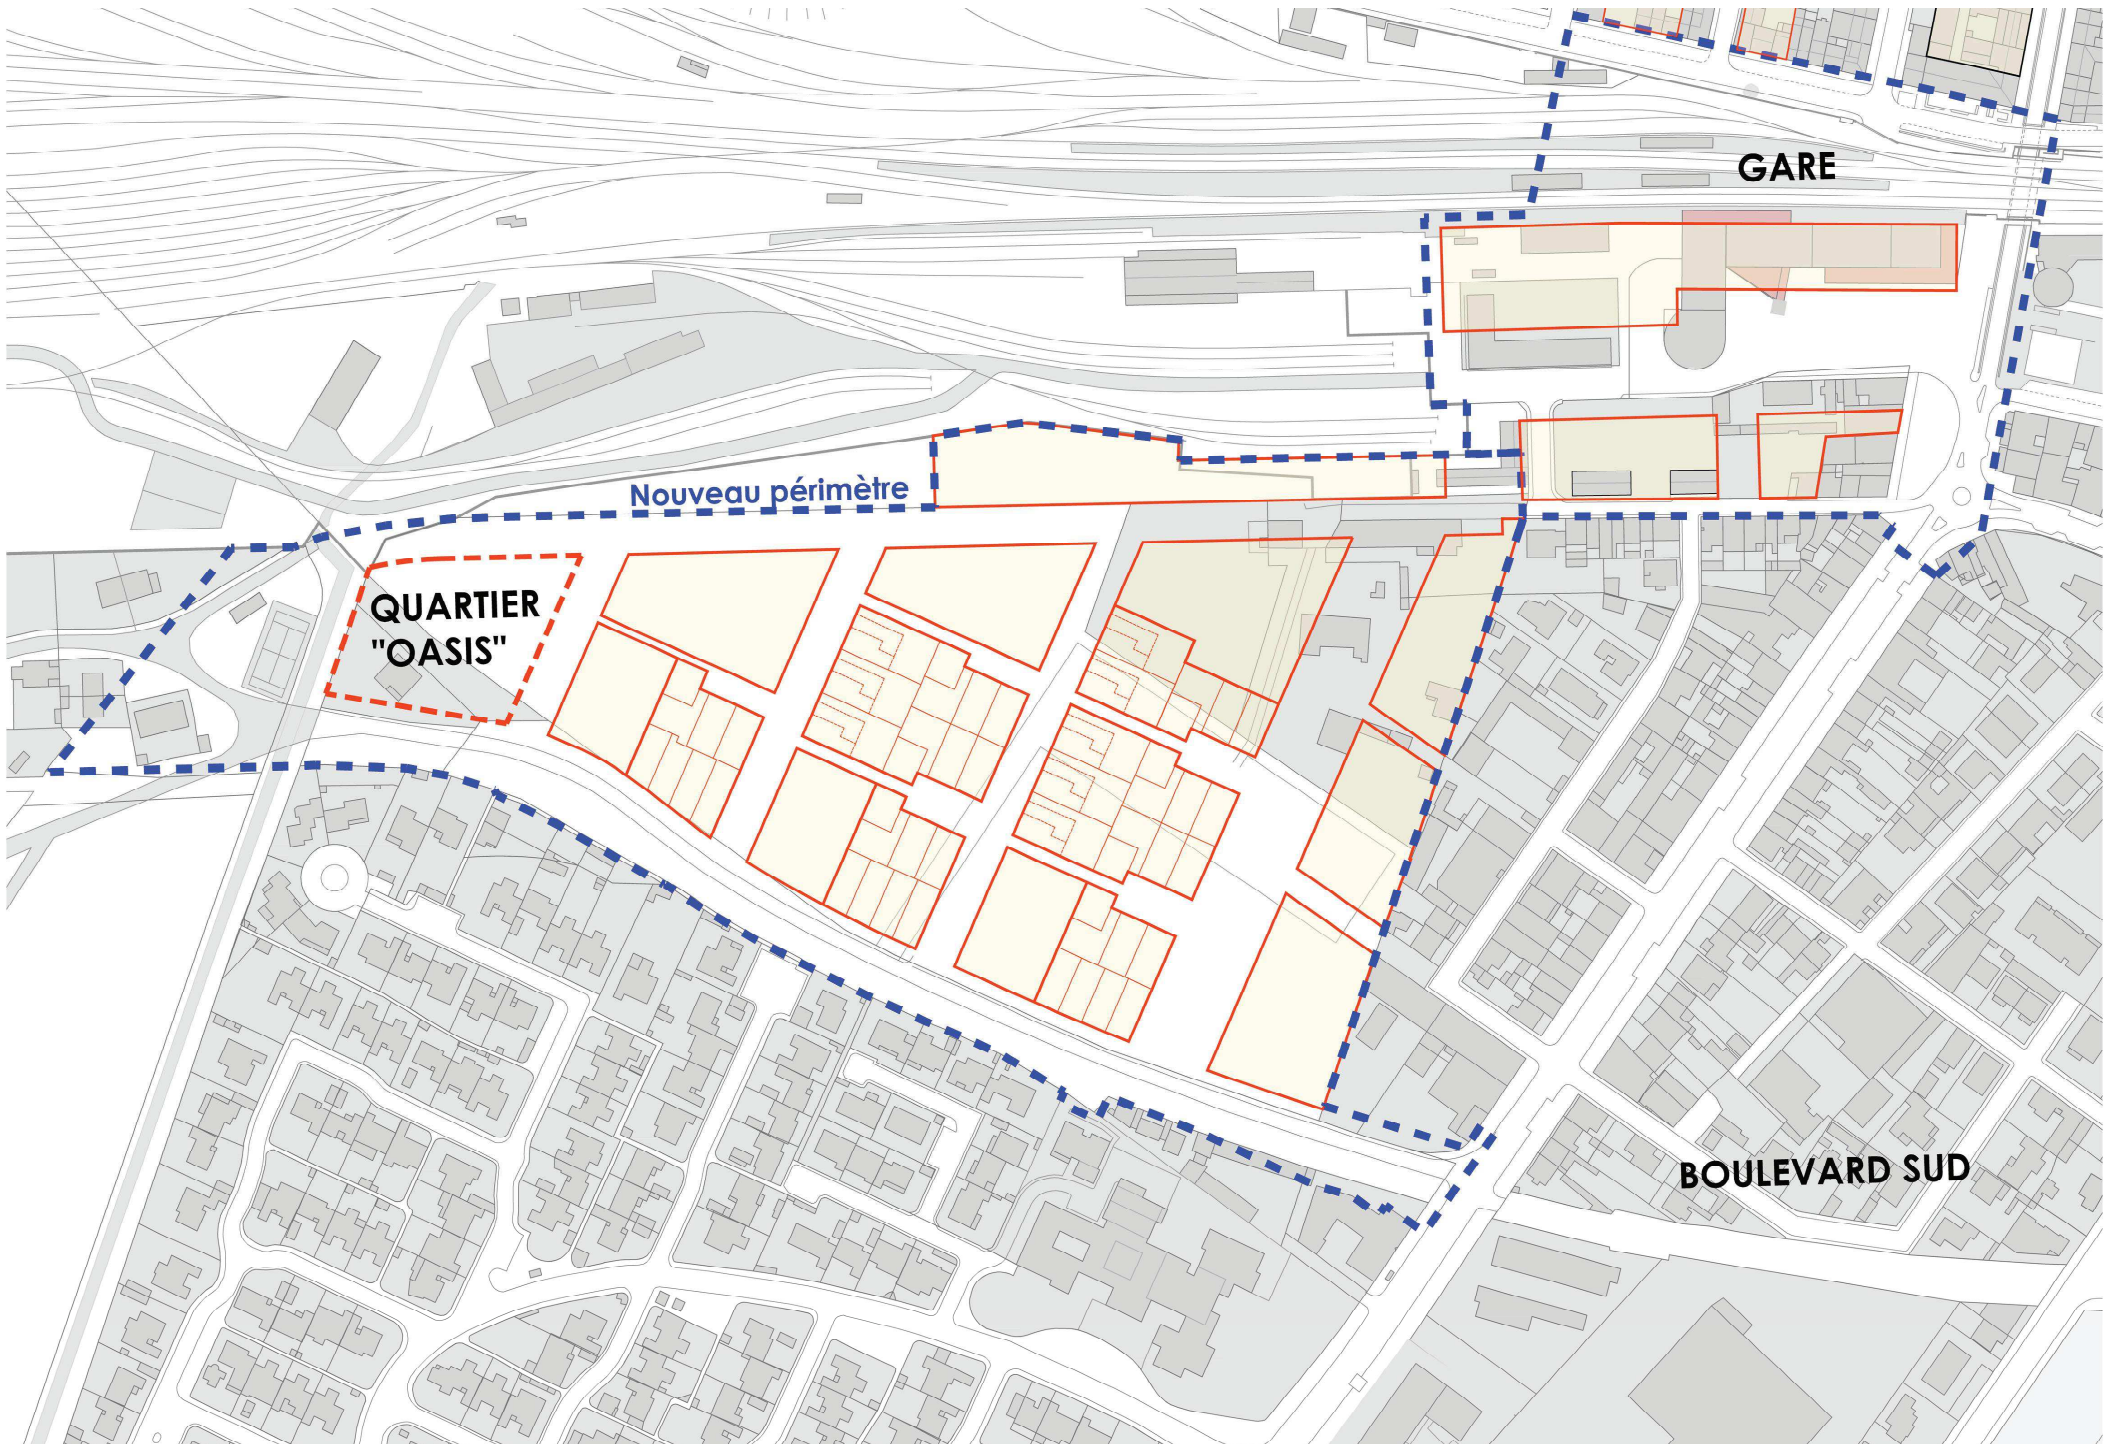 GARE
Nouveau périmètre
QUARTIER
"OASIS"
BOULEVARD SUD